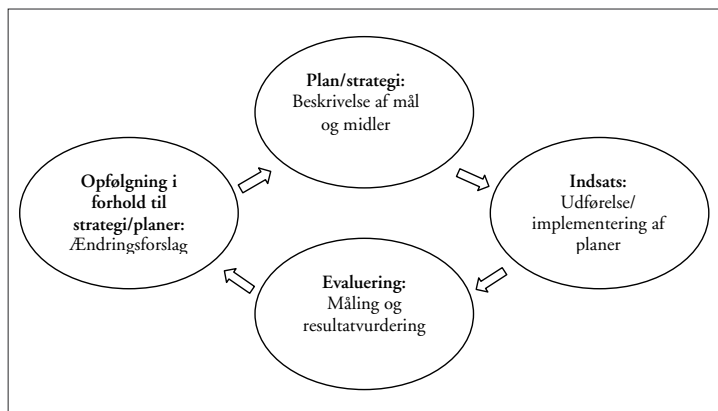 Plan/strategi:
Beskrivelse af mål
og midler
Indsats:
Udførelse/
implementering af
planer
Evaluering:
Måling og
resultatvurdering
Opfølgning i
forhold til
strategi/planer:
Ændringsforslag